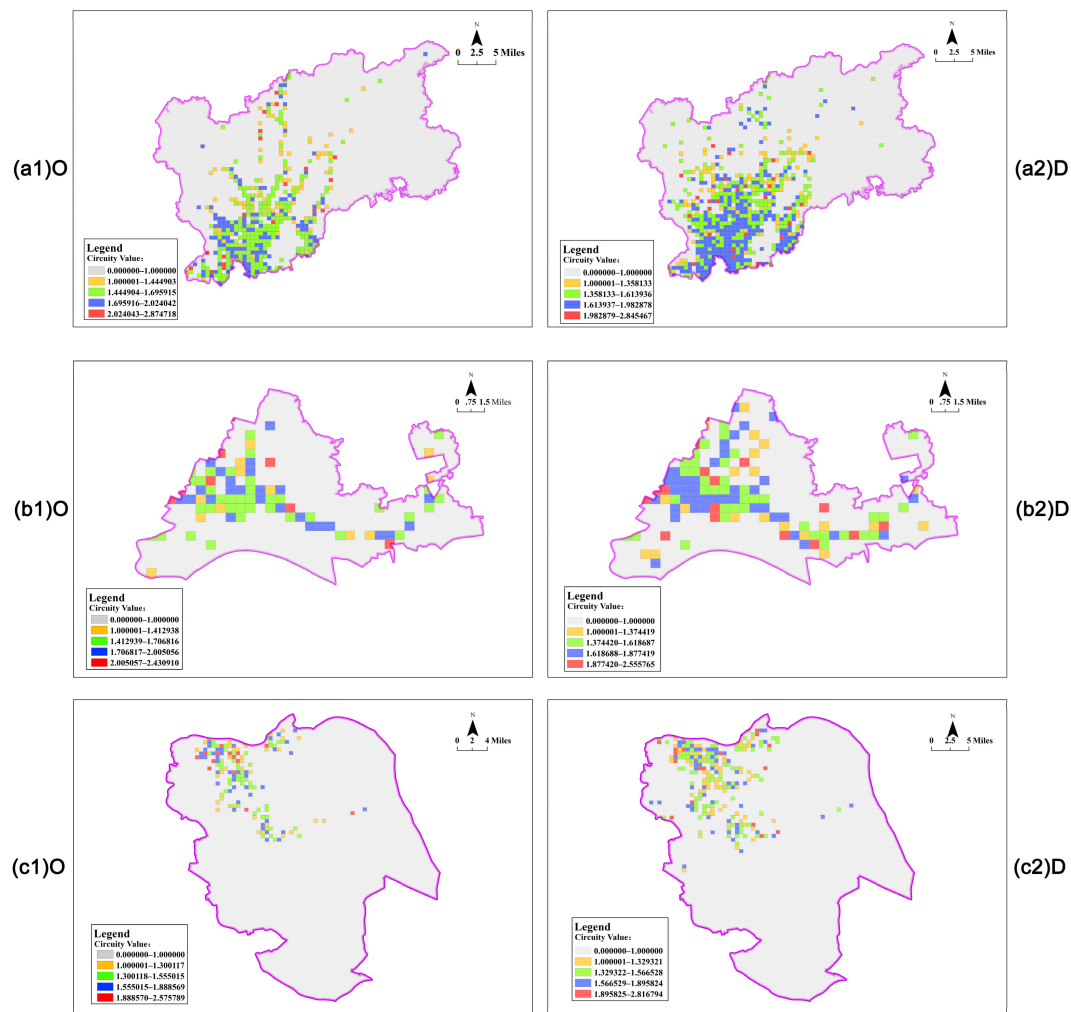 N
0 2.5 5 Miles
(a1)O
Legend
Circuity Value：
0.000000–1.000000
1.000001–1.444903
1.444904–1.695915
1.695916–2.024042
2.024043–2.874718
N
0 2.5 5 Miles
(a2)D
Legend
Circuity Value：
0.000000–1.000000
1.000001–1.358133
1.358133–1.613936
1.613937–1.982878
1.982879–2.845467
N
0 .75 1.5 Miles
(b1)O
Legend
Circuity Value：
0.000000–1.000000
1.000001–1.412938
1.412939–1.706816
1.706817–2.005056
2.005057–2.430910
N
0 .75 1.5 Miles
(b2)D
Legend
Circuity Value：
0.000000–1.000000
1.000001–1.374419
1.374420–1.618687
1.618688–1.877419
1.877420–2.555765
N
0 2 4 Miles
(c1)O
Legend
Circuity Value：
0.000000–1.000000
1.000001–1.300117
1.300118–1.555015
1.555015–1.888569
1.888570–2.575789
N
0 2.5 5 Miles
(c2)D
Legend
Circuity Value：
0.000000–1.000000
1.000001–1.329321
1.329322–1.566528
1.566529–1.895824
1.895825–2.816794